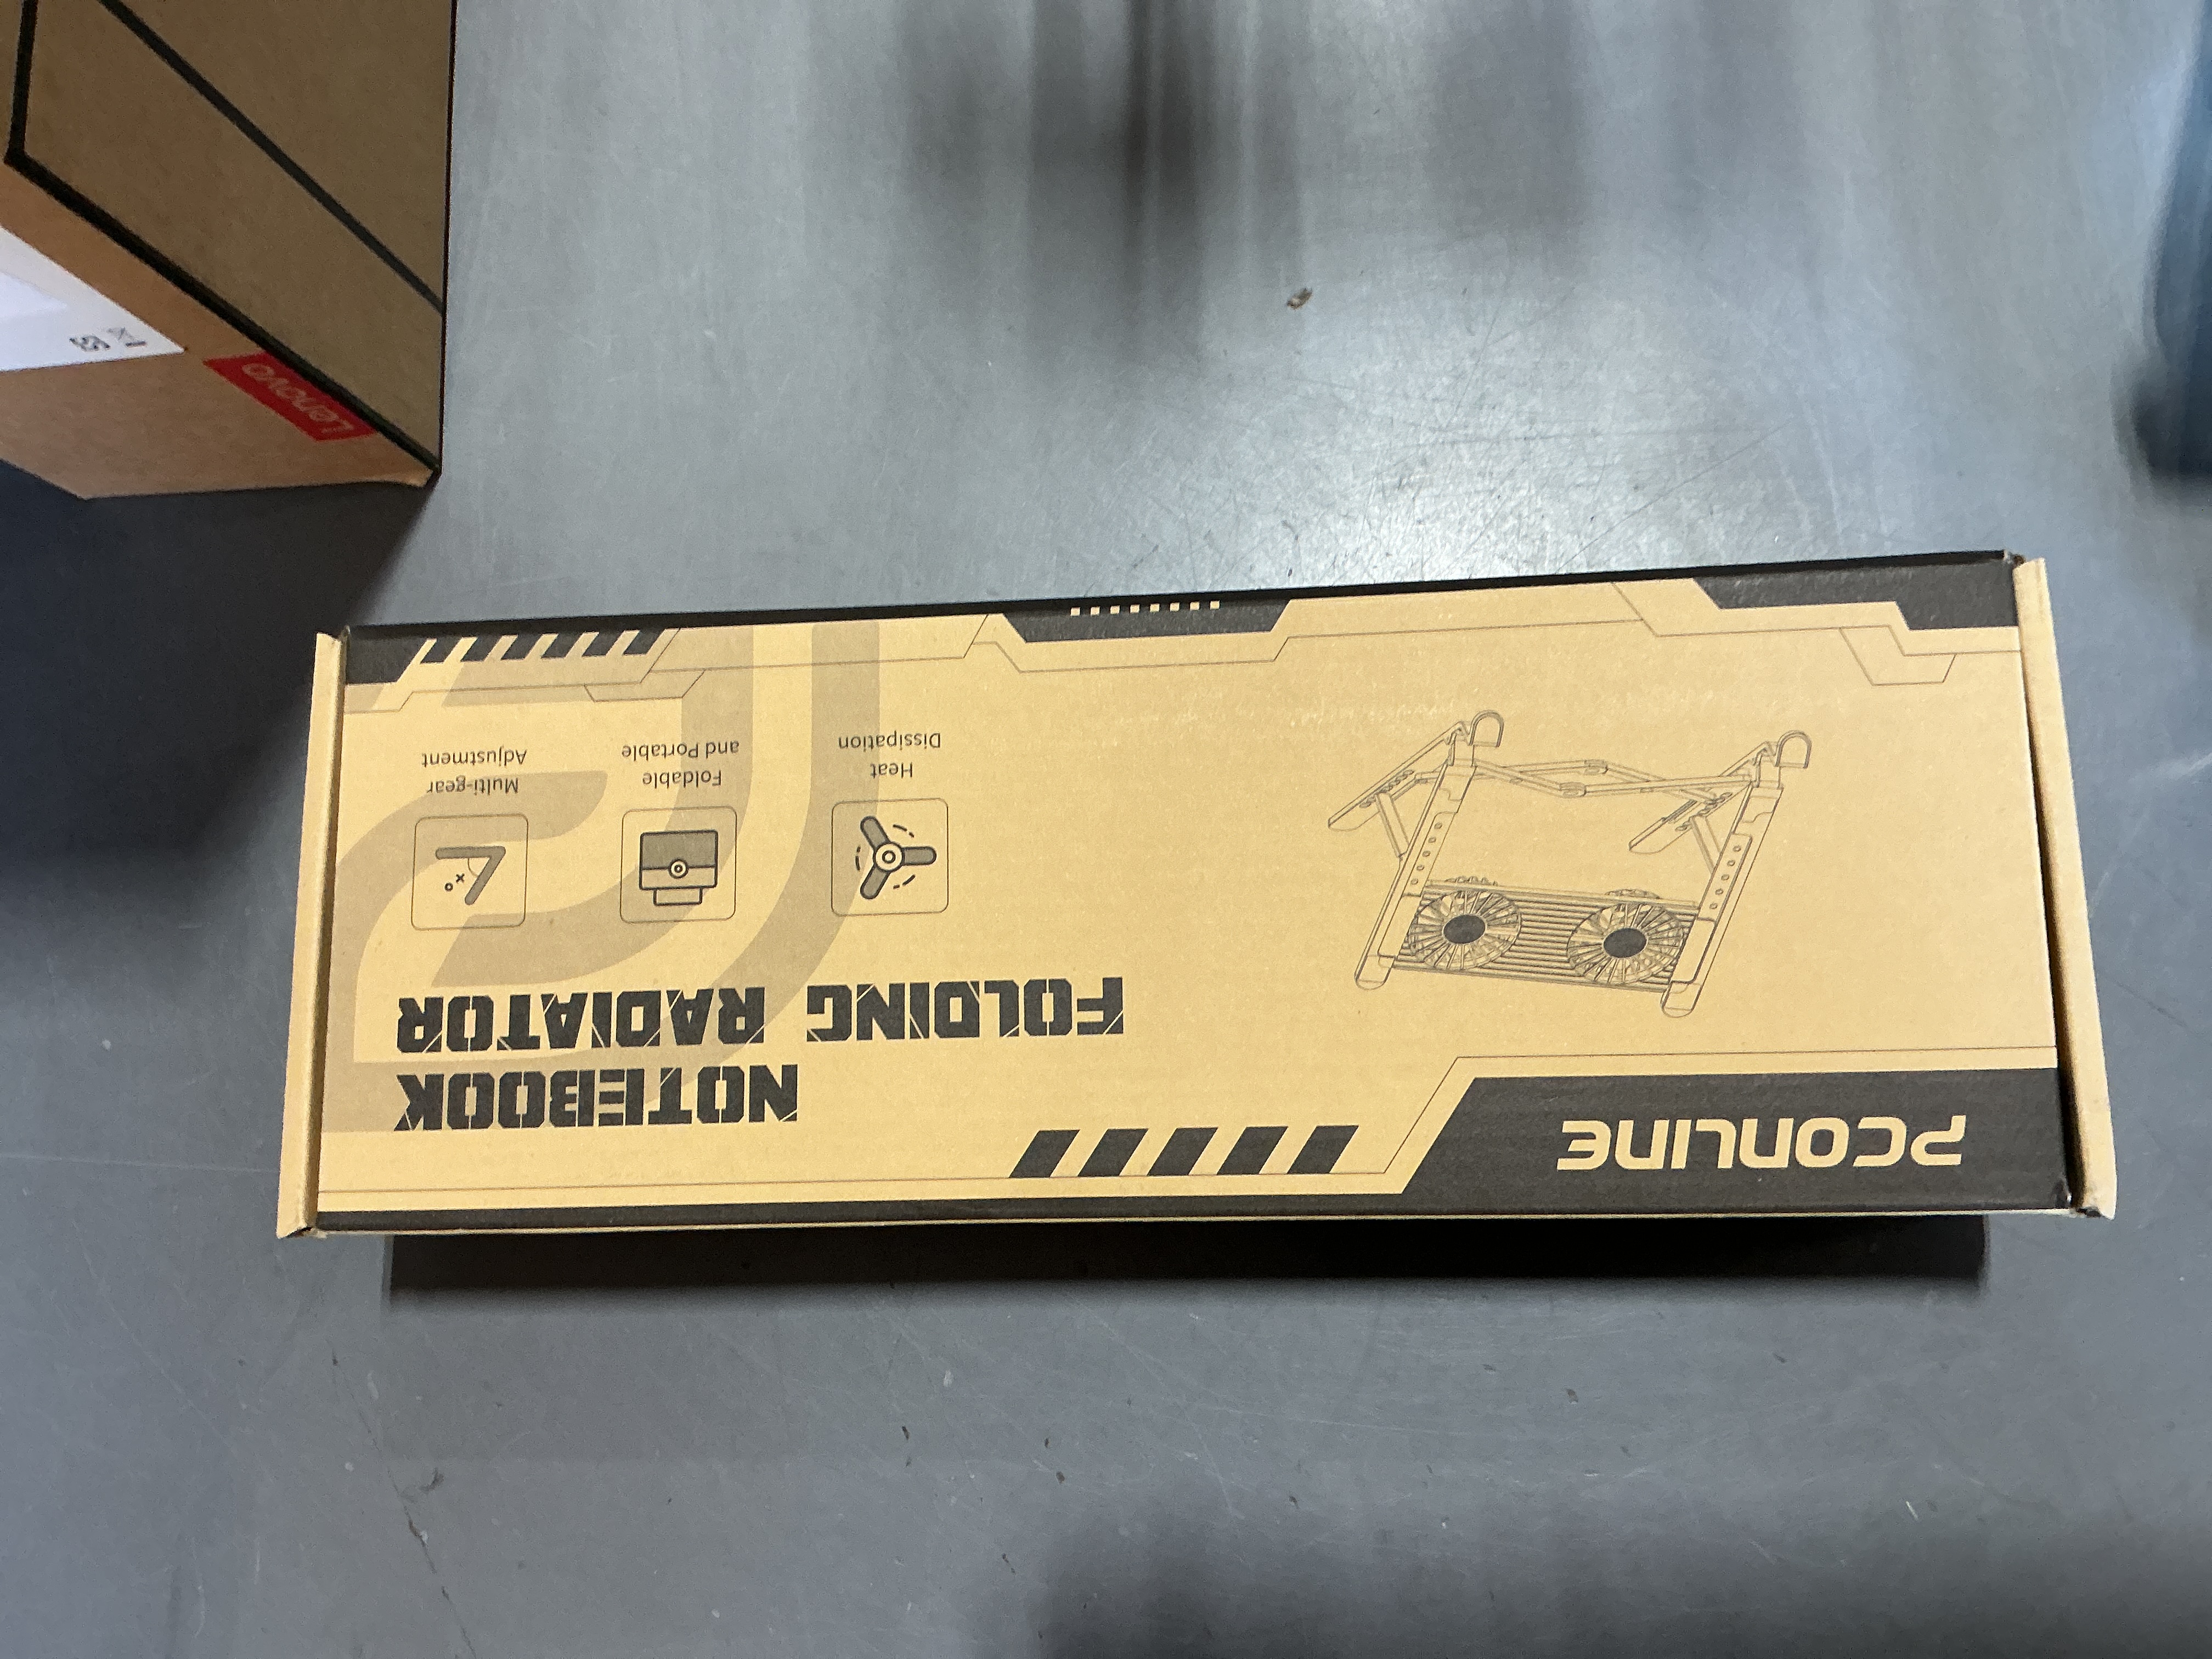 PCONLINE
NOTEBOOK
FOLDING RADIATOR
Heat
Dissipation
Foldable
and Portable
Multi-gear
Adjustment
Lenovo